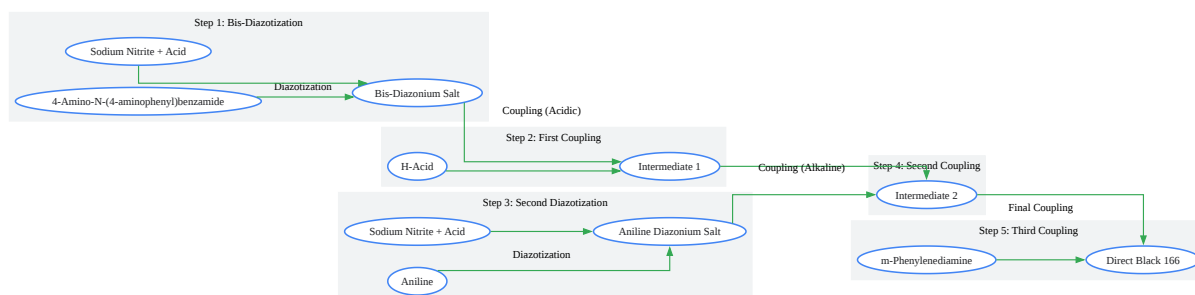 Step 1: Bis-Diazotization
Sodium Nitrite + Acid
Diazotization
4-Amino-N-(4-aminophenyl)benzamide
Bis-Diazonium Salt
Coupling (Acidic)
Step 2: First Coupling
H-Acid
Intermediate 1
Coupling (Alkaline)
Step 4: Second Coupling
Intermediate 2
Step 3: Second Diazotization
Sodium Nitrite + Acid
Aniline Diazonium Salt
Diazotization
Aniline
Final Coupling
Step 5: Third Coupling
m-Phenylenediamine
Direct Black 166